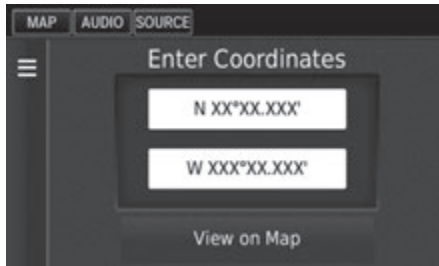 MAP AUDIO SOURCE
Enter Coordinates
N XX°XX.XXX'
W XXX°XX.XXX'
View on Map